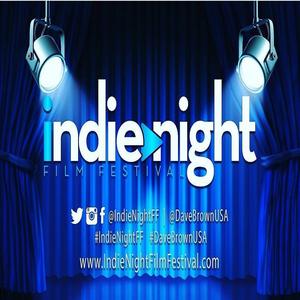 indie night
FILM FESTIVAL
@IndieNightFF @DaveBrownUSA
#IndieNightFF #DaveBrownUSA
www.IndieNightFilmFestival.com